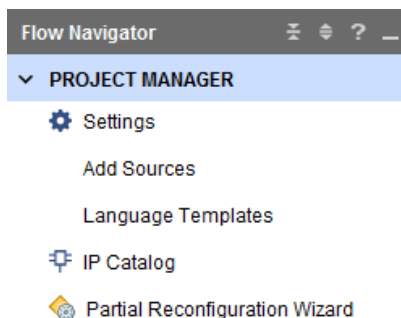 Flow Navigator ?
PROJECT MANAGER
Settings
Add Sources
Language Templates
IP Catalog
Partial Reconfiguration Wizard